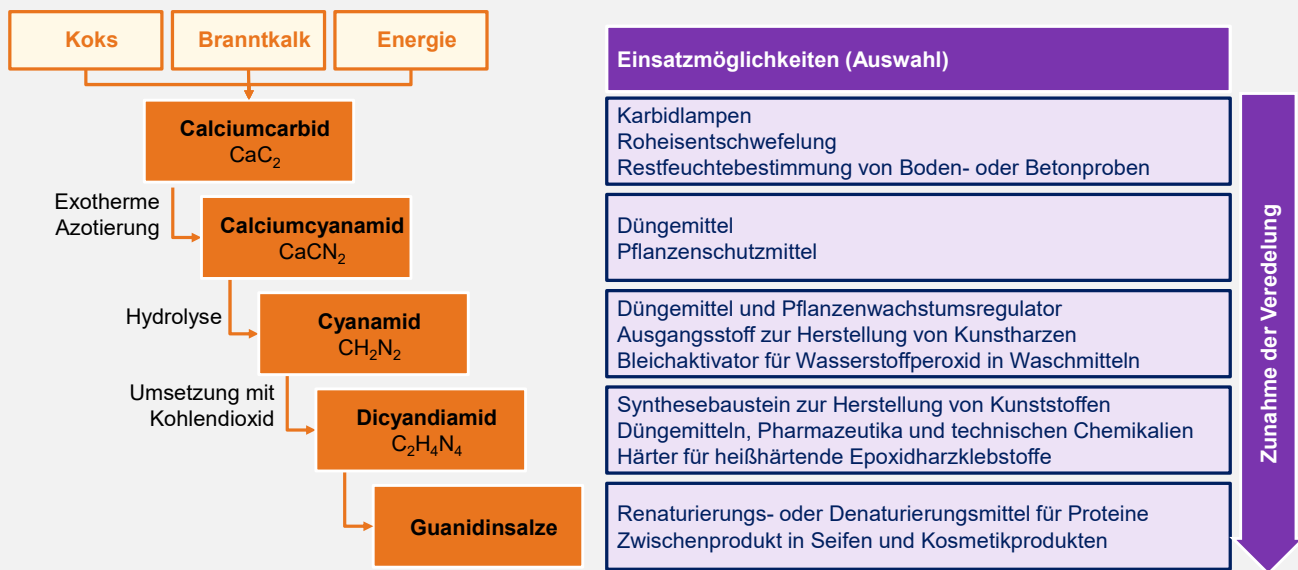 Koks
Branntkalk
Energie
Einsatzmöglichkeiten (Auswahl)
Calciumcarbid
CaC₂
Karbidlampen
Roheisentschwefelung
Restfeuchtebestimmung von Boden- oder Betonproben
Exotherme
Azotierung
Calciumcyanamid
CaCN₂
Düngemittel
Pflanzenschutzmittel
Hydrolyse
Cyanamid
CH₂N₂
Düngemittel und Pflanzenwachstumsregulator
Ausgangsstoff zur Herstellung von Kunstharzen
Bleichaktivator für Wasserstoffperoxid in Waschmitteln
Umsetzung mit
Kohlendioxid
Dicyandiamid
C₂H₄N₄
Synthesebaustein zur Herstellung von Kunststoffen
Düngemitteln, Pharmazeutika und technischen Chemikalien
Härter für heißhärtende Epoxidharzklebstoffe
Guanidinsalze
Renaturierungs- oder Denaturierungsmittel für Proteine
Zwischenprodukt in Seifen und Kosmetikprodukten
Zunahme der Veredelung